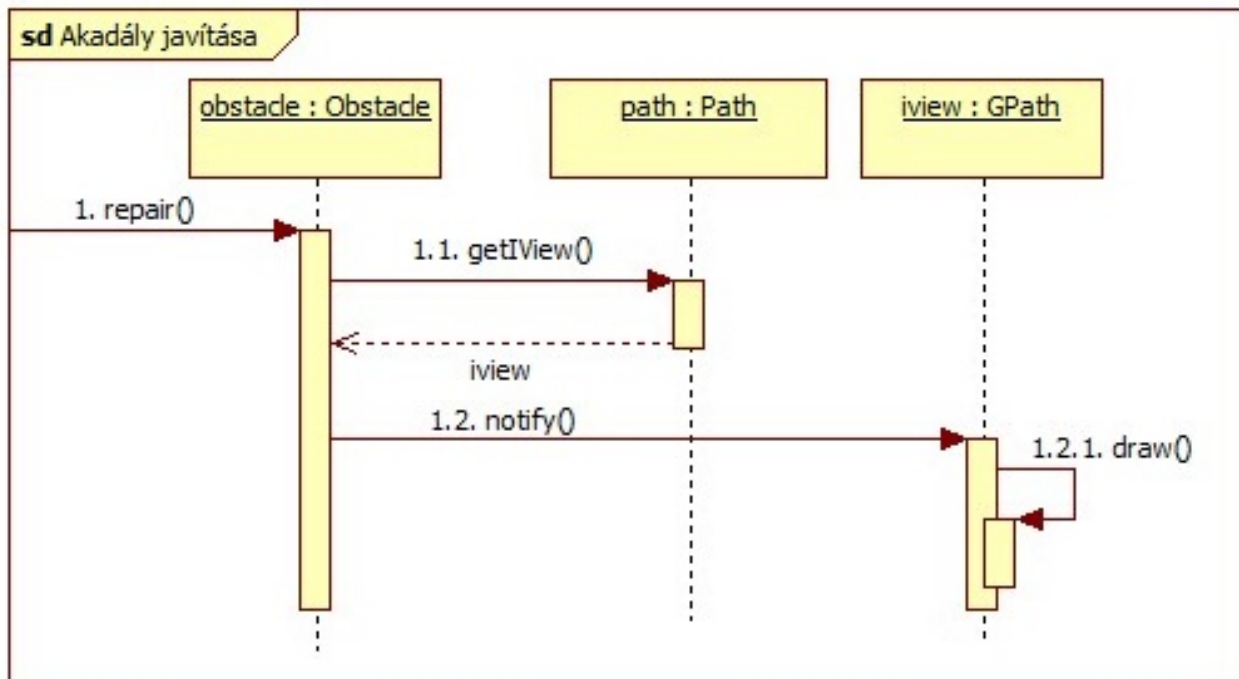 sd Akadály javítása
obstacle : Obstacle
path : Path
iview : GPath
1. repair()
1.1. getIView()
iview
1.2. notify()
1.2.1. draw()